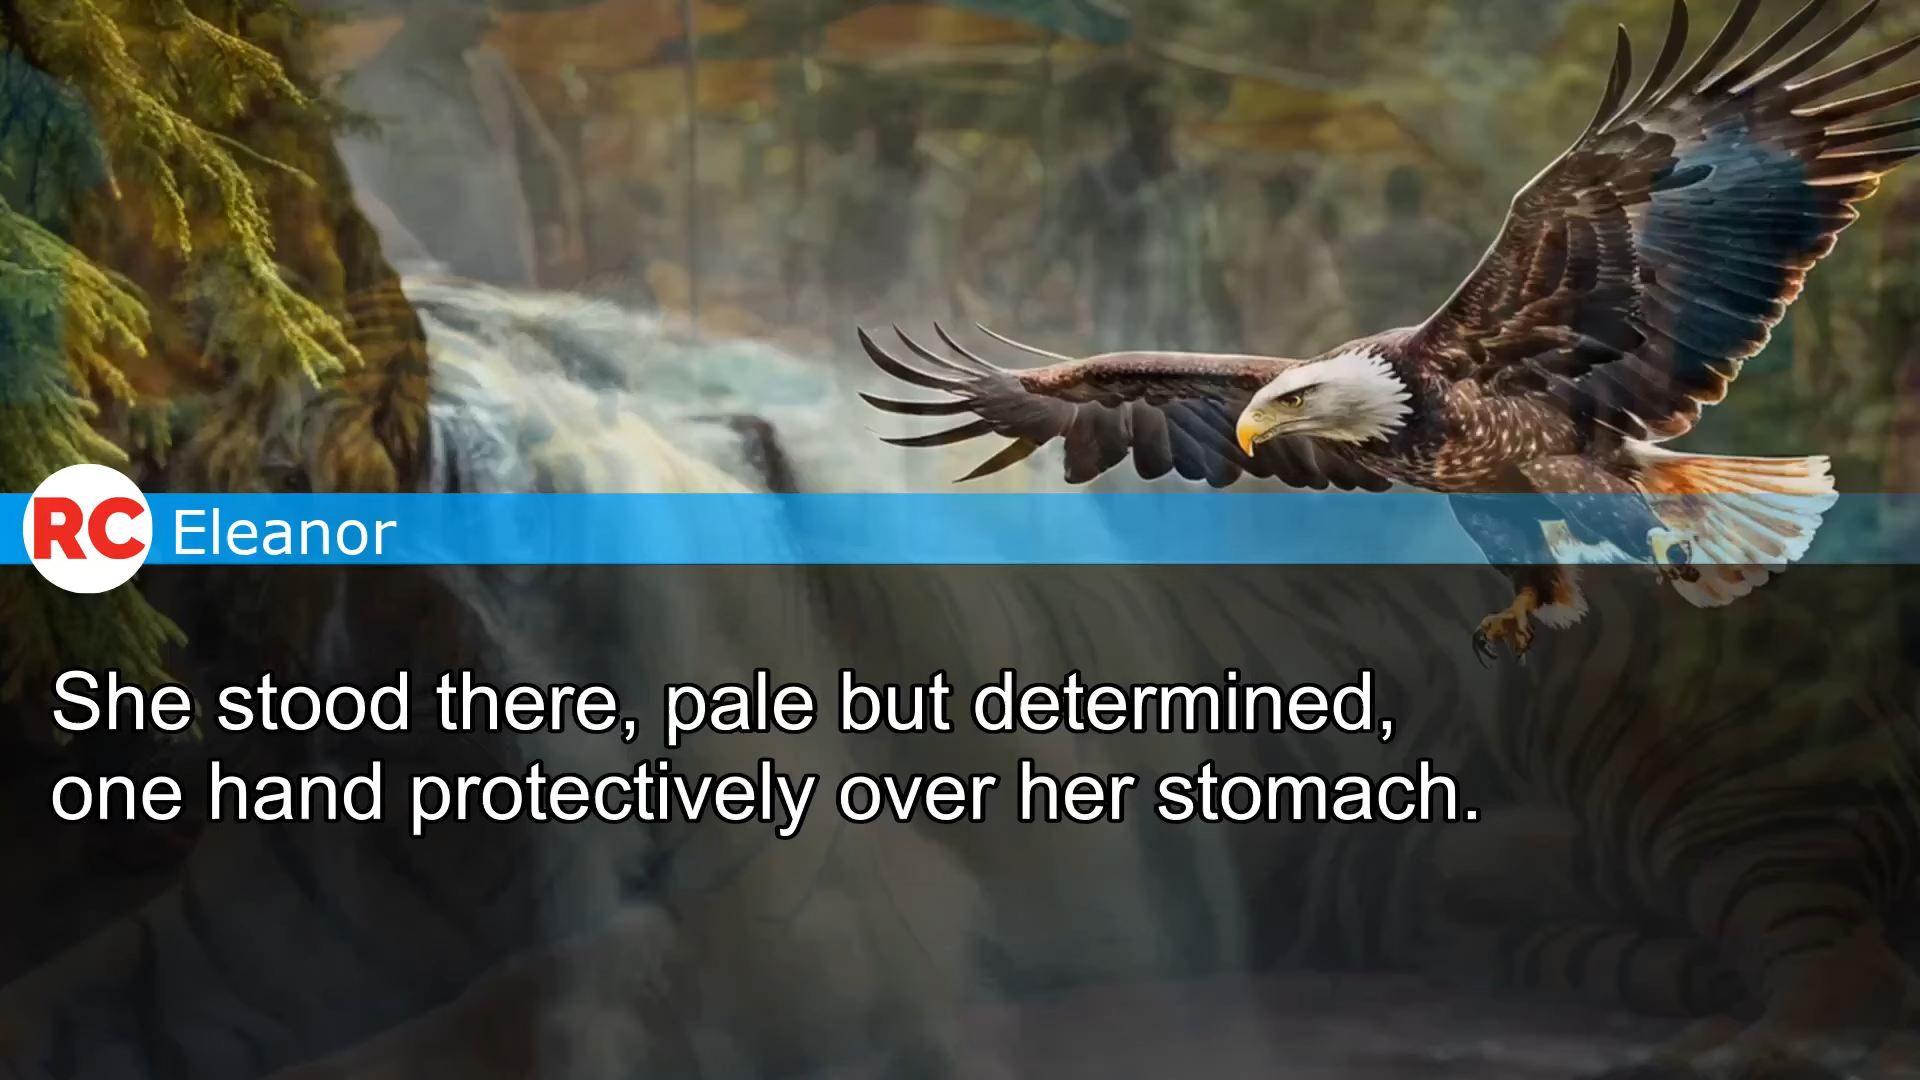 RC Eleanor
She stood there, pale but determined,
one hand protectively over her stomach.